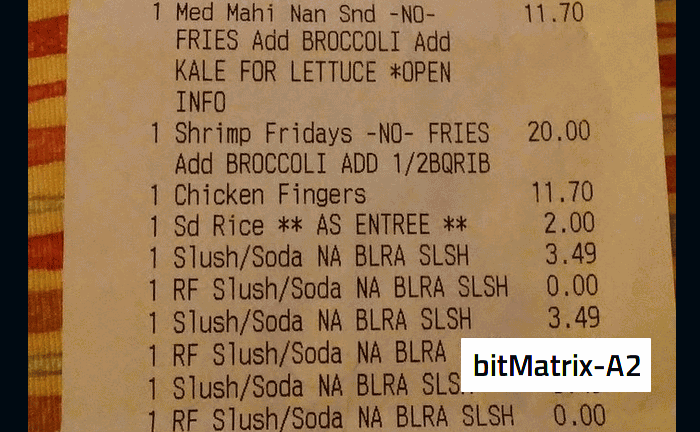 1 Med Mahi Nan Snd -NO- 11.70
FRIES Add BROCCOLI Add
KALE FOR LETTUCE *OPEN
INFO
1 Shrimp Fridays -NO- FRIES 20.00
Add BROCCOLI ADD 1/2BQRIB
1 Chicken Fingers 11.70
1 Sd Rice ** AS ENTREE ** 2.00
1 Slush/Soda NA BLRA SLSH 3.49
1 RF Slush/Soda NA BLRA SLSH 0.00
1 Slush/Soda NA BLRA SLSH 3.49
1 RF Slush/Soda NA BLRA
bitMatrix-A2
1 Slush/Soda NA BLRA
1 RF Slush/Soda NA BLRA SLSH 0.00